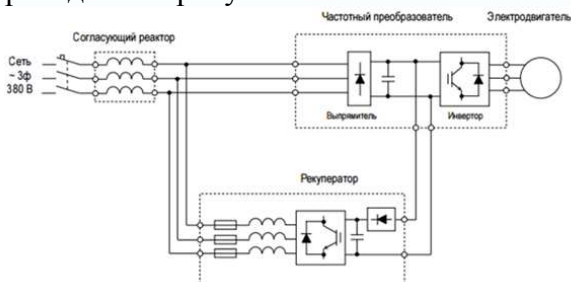 Частотный преобразователь
Электродвигатель
Согласующий реактор
Сеть
~ 3ф
380 В
Выпрямитель
Инвертор
Рекуператор